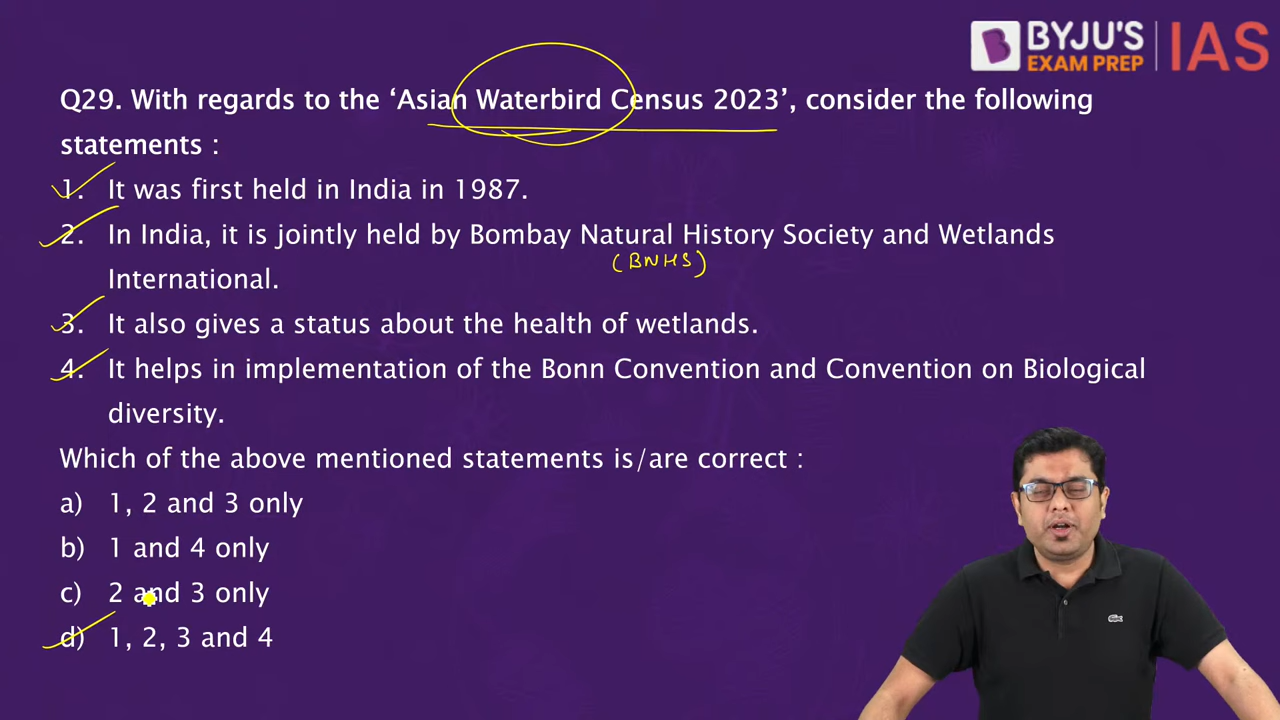 BYJU'S
EXAM PREP
IAS
Q29. With regards to the ‘Asian Waterbird Census 2023’, consider the following
statements :
1. It was first held in India in 1987.
2. In India, it is jointly held by Bombay Natural History Society and Wetlands
(BNHS)
International.
3. It also gives a status about the health of wetlands.
4. It helps in implementation of the Bonn Convention and Convention on Biological
diversity.
Which of the above mentioned statements is/are correct :
a) 1, 2 and 3 only
b) 1 and 4 only
c) 2 and 3 only
d) 1, 2, 3 and 4